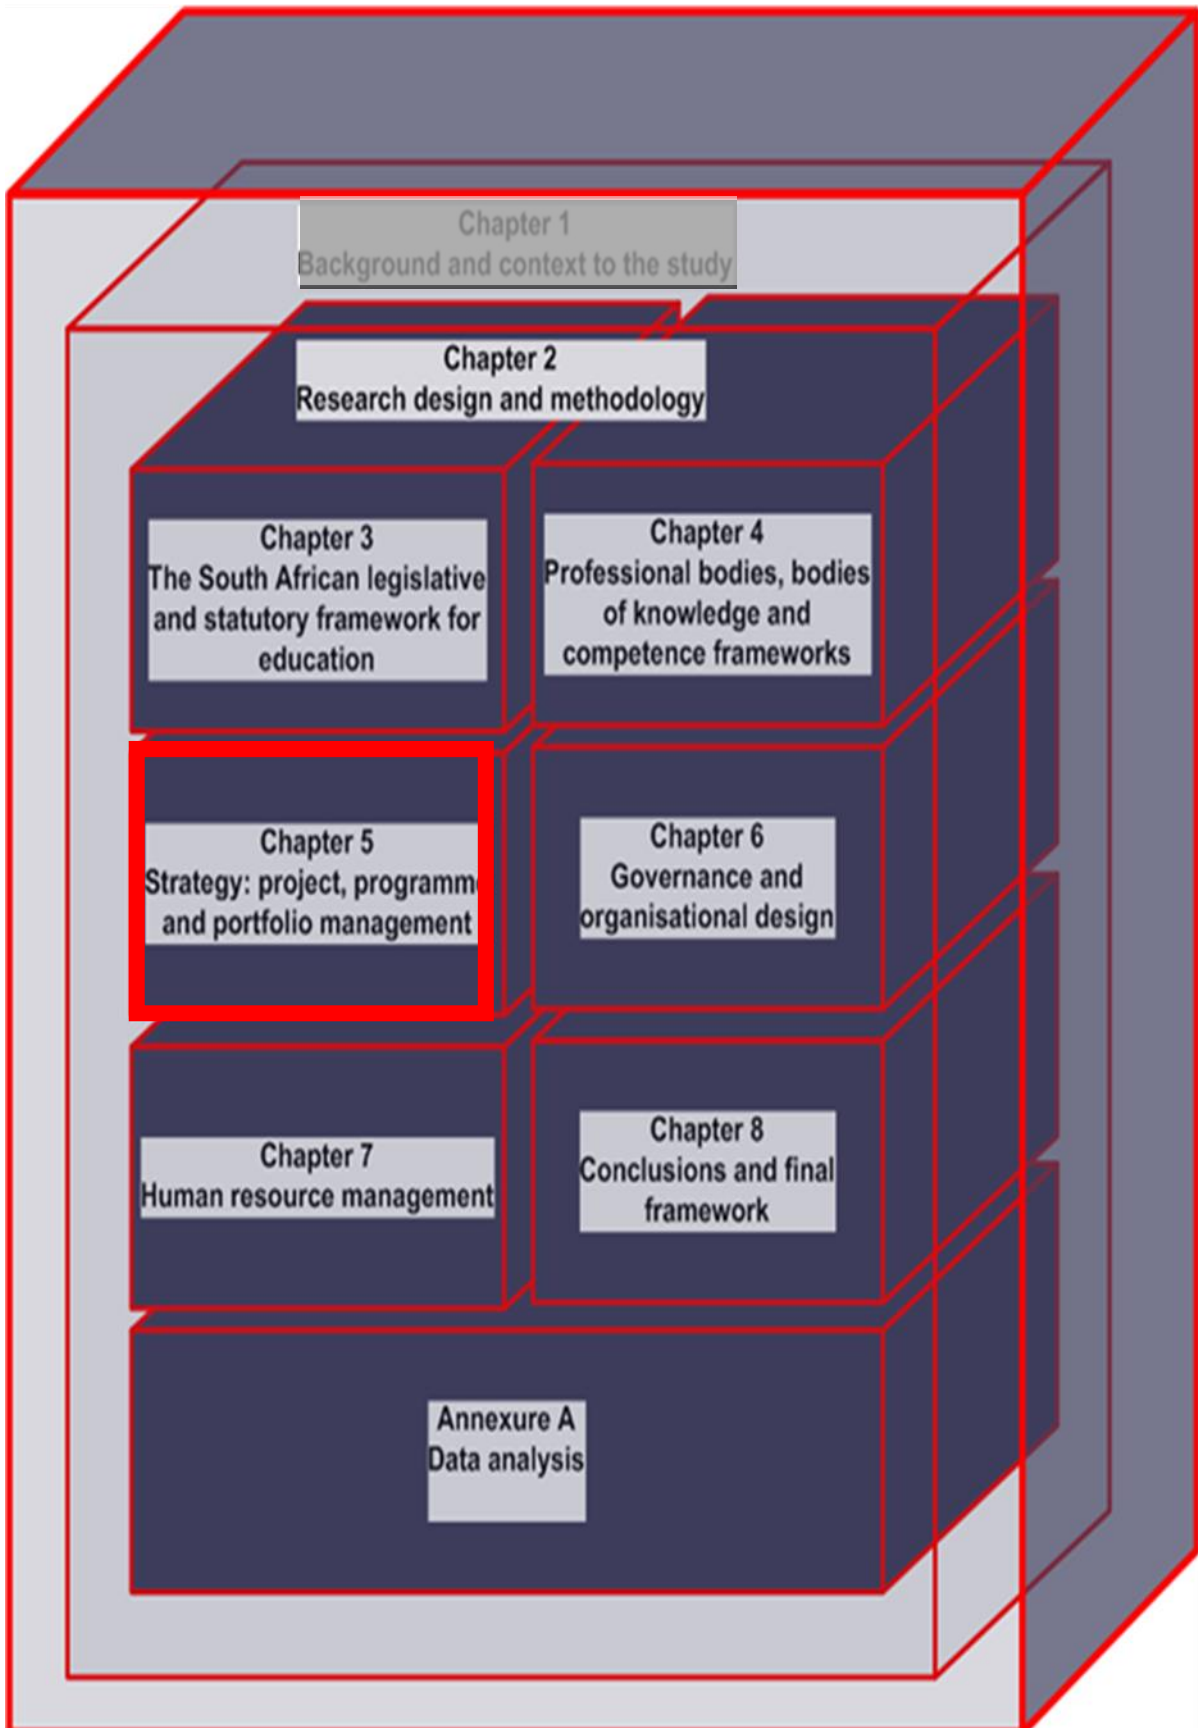 Chapter 1
Background and context to the study
Chapter 2
Research design and methodology
Chapter 3
The South African legislative
and statutory framework for
education
Chapter 4
Professional bodies, bodies
of knowledge and
competence frameworks
Chapter 5
Strategy: project, programme
and portfolio management
Chapter 6
Governance and
organisational design
Chapter 7
Human resource management
Chapter 8
Conclusions and final
framework
Annexure A
Data analysis